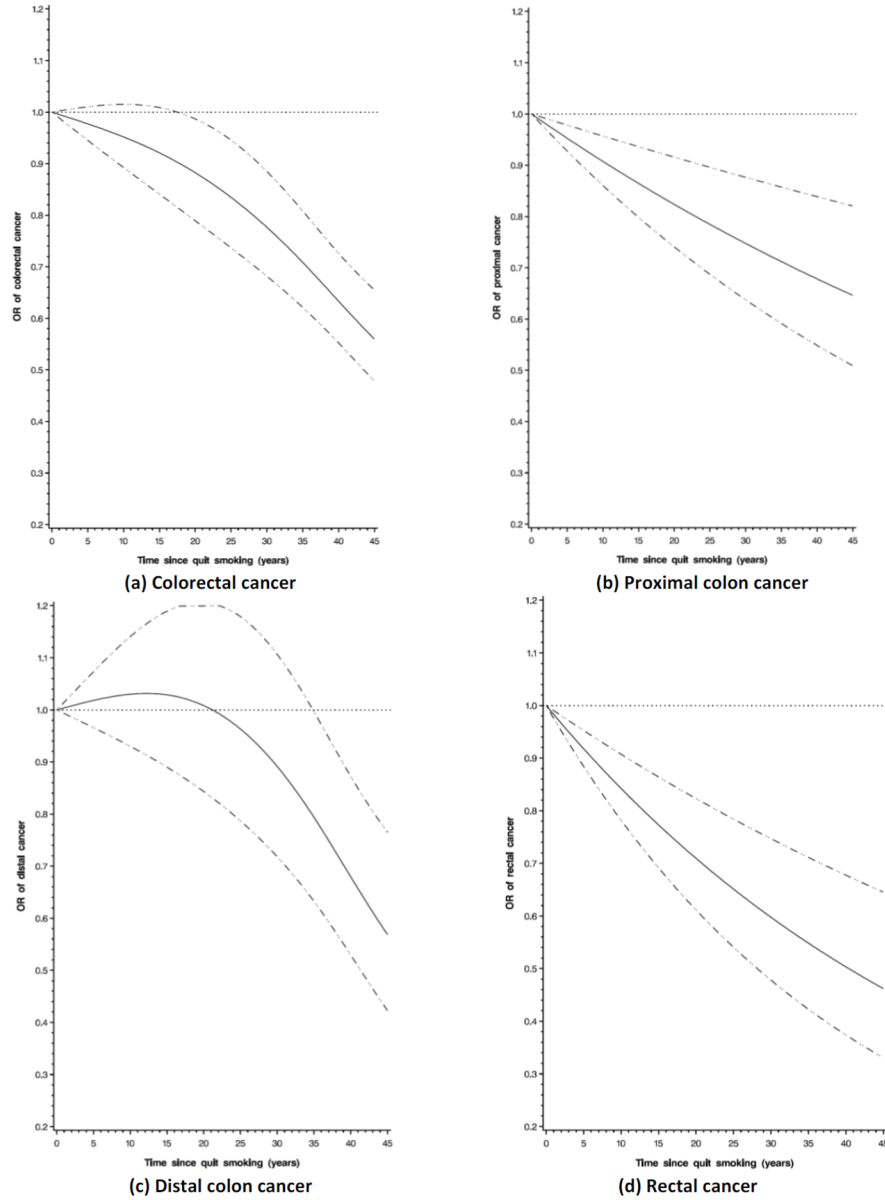 1.2
1.1
1.0
0.9
0.8
0.7
0.6
0.5
0.4
0.3
0.2
OR of colorectal cancer
0 5 10 15 20 25 30 35 40 45
Time since quit smoking (years)
(a) Colorectal cancer
1.2
1.1
1.0
0.9
0.8
0.7
0.6
0.5
0.4
0.3
0.2
OR of proximal cancer
0 5 10 15 20 25 30 35 40 45
Time since quit smoking (years)
(b) Proximal colon cancer
1.2
1.1
1.0
0.9
0.8
0.7
0.6
0.5
0.4
0.3
0.2
OR of distal cancer
0 5 10 15 20 25 30 35 40 45
Time since quit smoking (years)
(c) Distal colon cancer
1.2
1.1
1.0
0.9
0.8
0.7
0.6
0.5
0.4
0.3
0.2
OR of rectal cancer
0 5 10 15 20 25 30 35 40 45
Time since quit smoking (years)
(d) Rectal cancer